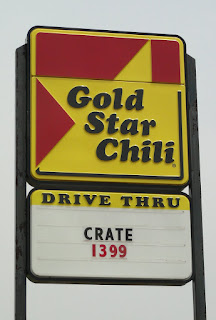 Gold
Star
Chili
DRIVE THRU
CRATE
1399